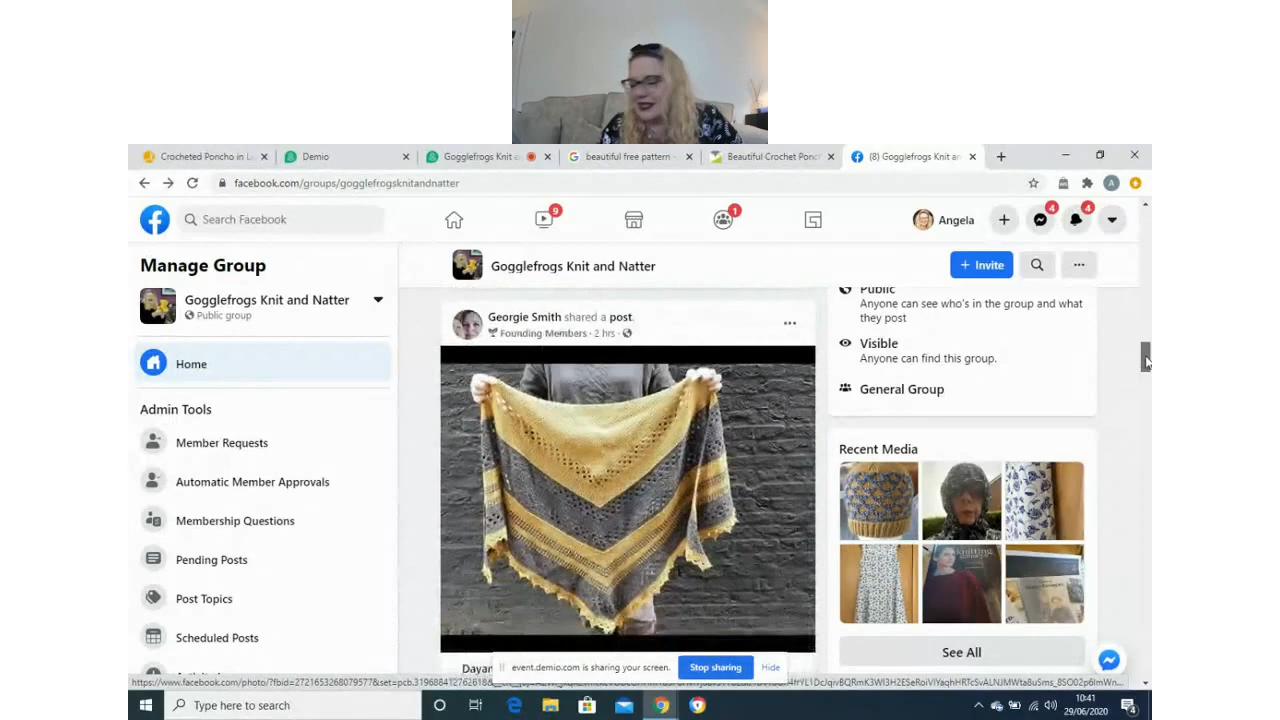 Crocheted Poncho in L
Demio
Gogglefrogs Knit a
beautiful free pattern -
Beautiful Crochet Ponch
(8) Gogglefrogs Knit an
facebook.com/groups/gogglefrogsknitandnatter
Search Facebook
9
1
Angela
4
4
Manage Group
Gogglefrogs Knit and Natter
Public group
Home
Admin Tools
Member Requests
Automatic Member Approvals
Membership Questions
Pending Posts
Post Topics
Scheduled Posts
Gogglefrogs Knit and Natter
+ Invite
Georgie Smith shared a post.
Founding Members · 2 hrs ·
Dayan
Public
Anyone can see who's in the group and what
they post
Visible
Anyone can find this group.
General Group
Recent Media
See All
event.demio.com is sharing your screen.
Stop sharing
Hide
Type here to search
10:41
29/06/2020
4